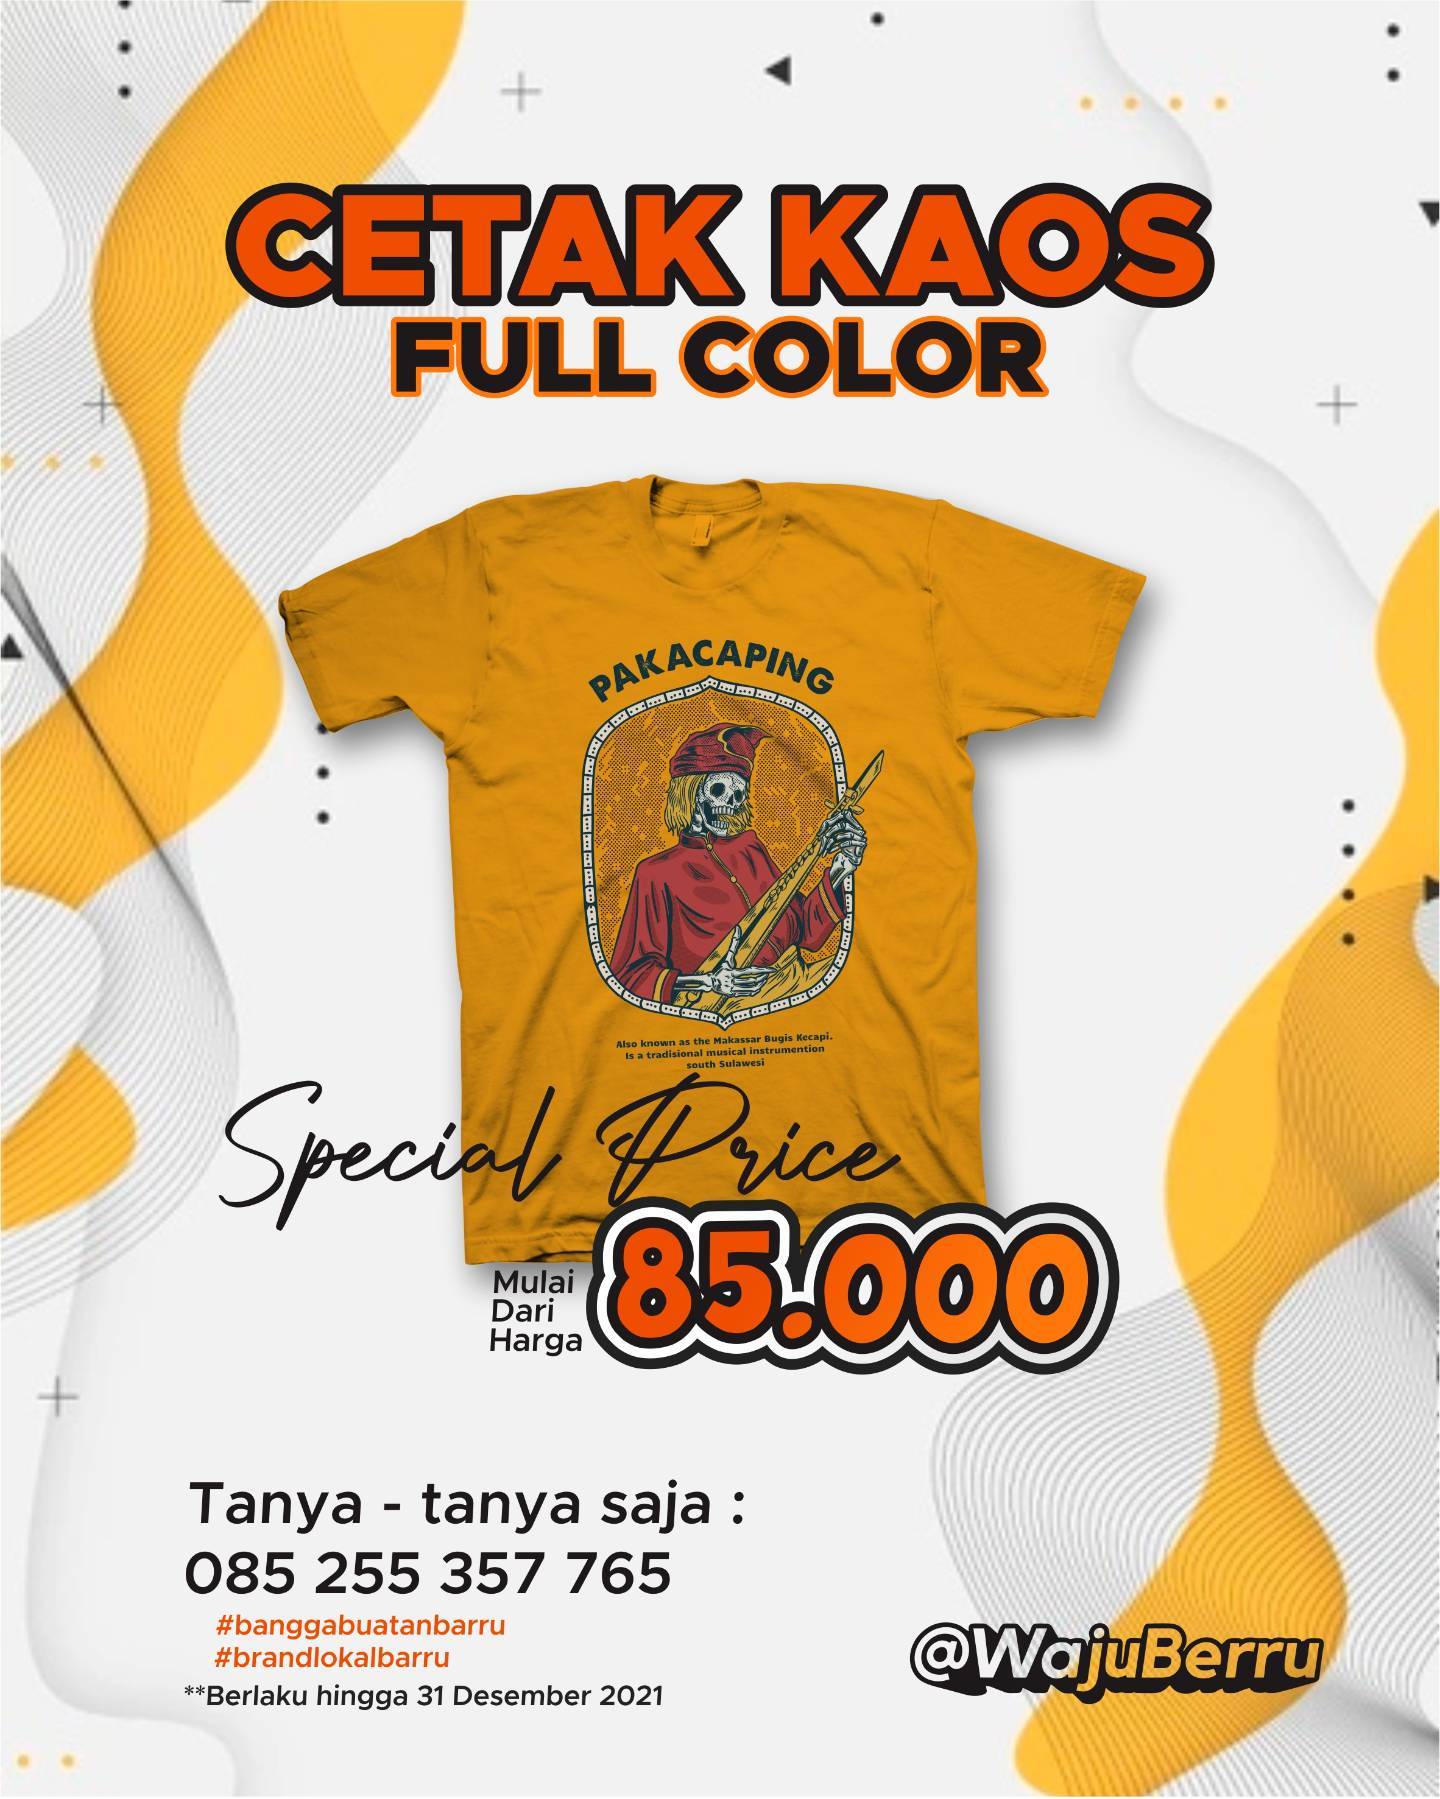 CETAK KAOS
FULL COLOR
PAKACAPING
Also known as the Makassar Bugis Kecapi.
Is a tradisional musical instrumention
south Sulawesi
Special Price
Mulai
Dari
Harga
85.000
Tanya - tanya saja :
085 255 357 765
#banggabuatanbarru
#brandlokalbarru
**Berlaku hingga 31 Desember 2021
@WajuBerru